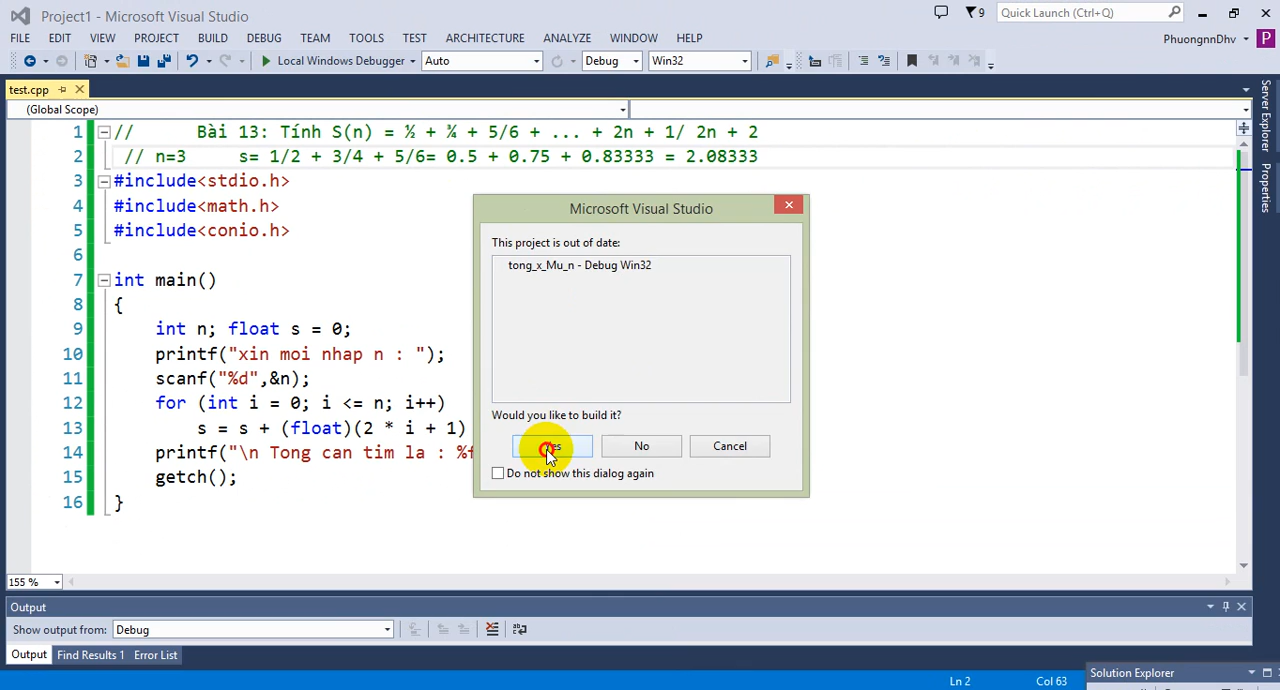 Project1 - Microsoft Visual Studio
9
Quick Launch (Ctrl+Q)
FILE EDIT VIEW PROJECT BUILD DEBUG TEAM TOOLS TEST ARCHITECTURE ANALYZE WINDOW HELP
PhuongnnDhv
P
Local Windows Debugger Auto Debug Win32
test.cpp
(Global Scope)
1 // Bài 13: Tính S(n) = ½ + ¾ + 5/6 + ... + 2n + 1/ 2n + 2
2 // n=3 s= 1/2 + 3/4 + 5/6= 0.5 + 0.75 + 0.83333 = 2.08333
3 #include<stdio.h>
4 #include<math.h>
5 #include<conio.h>
6
7 int main()
8 {
9 int n; float s = 0;
10 printf("xin moi nhap n : ");
11 scanf("%d",&n);
12 for (int i = 0; i <= n; i++)
13 s = s + (float)(2 * i + 1)
14 printf("\n Tong can tim la : %f
15 getch();
16 }
Microsoft Visual Studio
This project is out of date:
tong_x_Mu_n - Debug Win32
Would you like to build it?
Yes No Cancel
Do not show this dialog again
Server Explorer
Properties
155 %
Output
Show output from: Debug
Output Find Results 1 Error List
Solution Explorer
Ln 2 Col 63